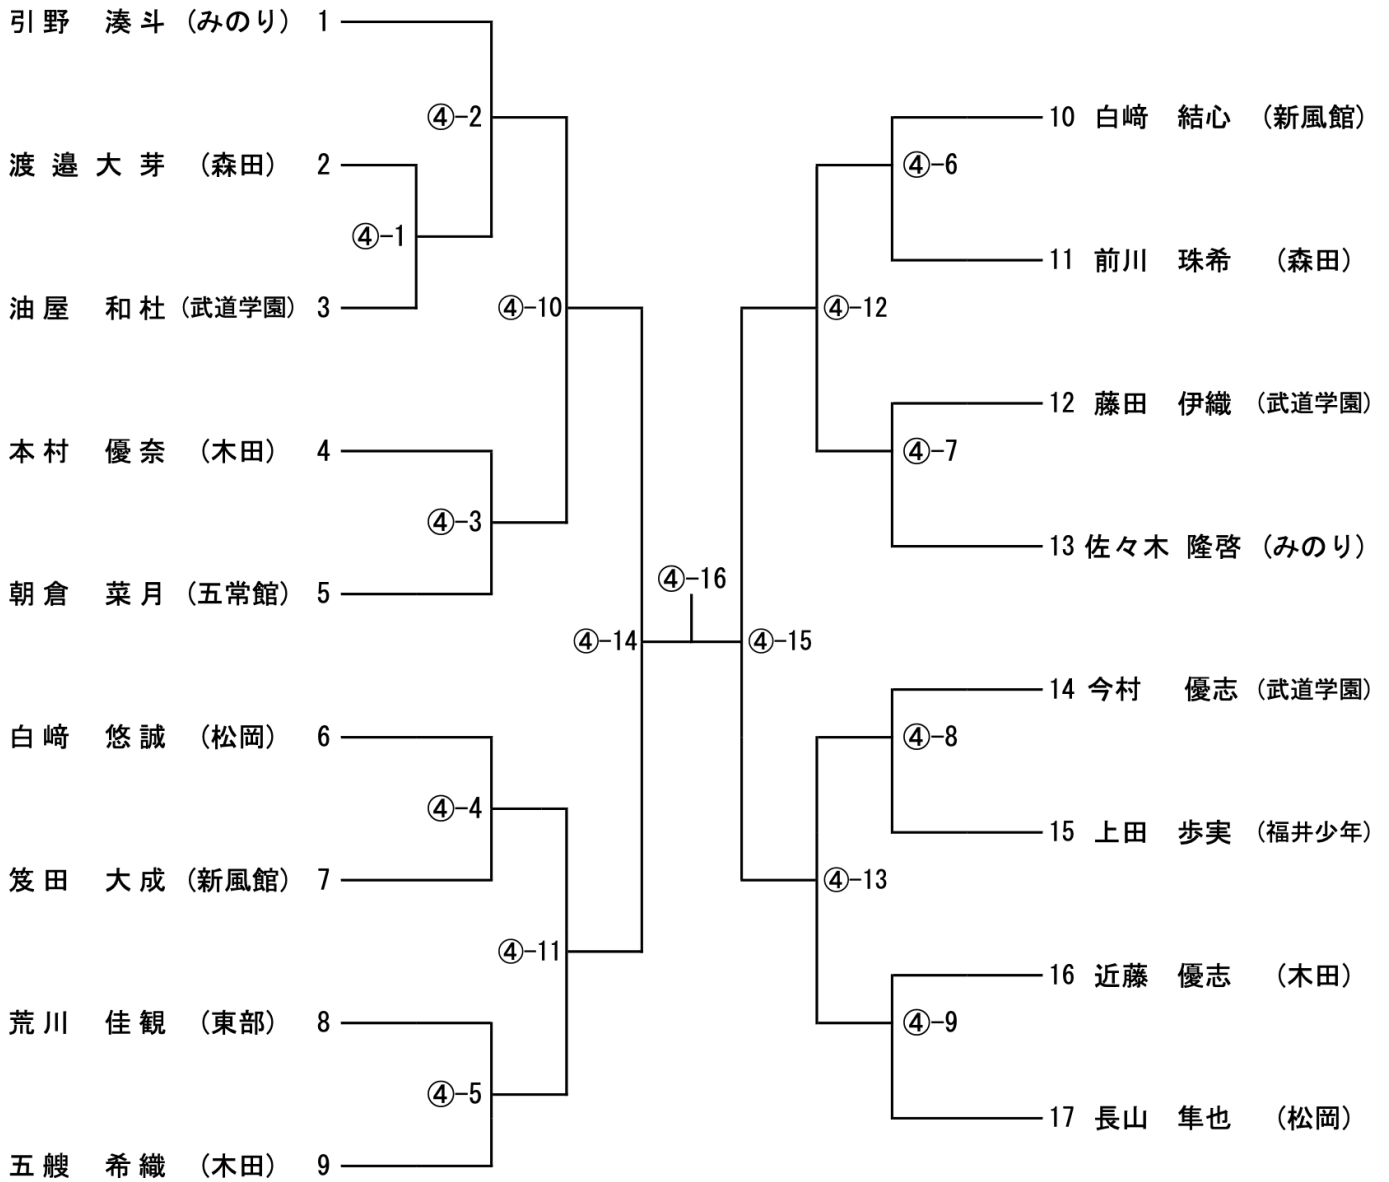 引野 湊斗 (みのり) 1
④-2
渡邉大芽 (森田) 2
④-1
油屋 和杜 (武道学園) 3
④-10
本村 優奈 (木田) 4
④-3
朝倉 菜月 (五常館) 5
④-14
白﨑 悠誠 (松岡) 6
④-4
笈田 大成 (新風館) 7
④-11
荒川 佳観 (東部) 8
④-5
五艘 希織 (木田) 9
④-16
10 白﨑 結心 (新風館)
④-6
11 前川 珠希 (森田)
④-12
12 藤田 伊織 (武道学園)
④-7
13 佐々木 隆啓 (みのり)
④-15
14 今村 優志 (武道学園)
④-8
15 上田 歩実 (福井少年)
④-13
16 近藤 優志 (木田)
④-9
17 長山 隼也 (松岡)